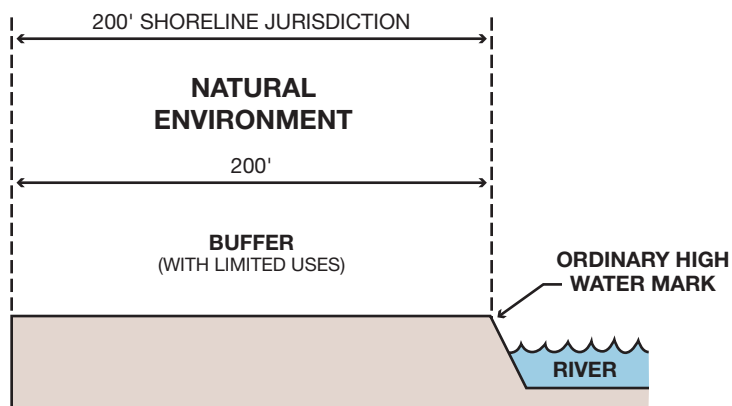 200' SHORELINE JURISDICTION
NATURAL
ENVIRONMENT
200'
BUFFER
(WITH LIMITED USES)
ORDINARY HIGH
WATER MARK
RIVER